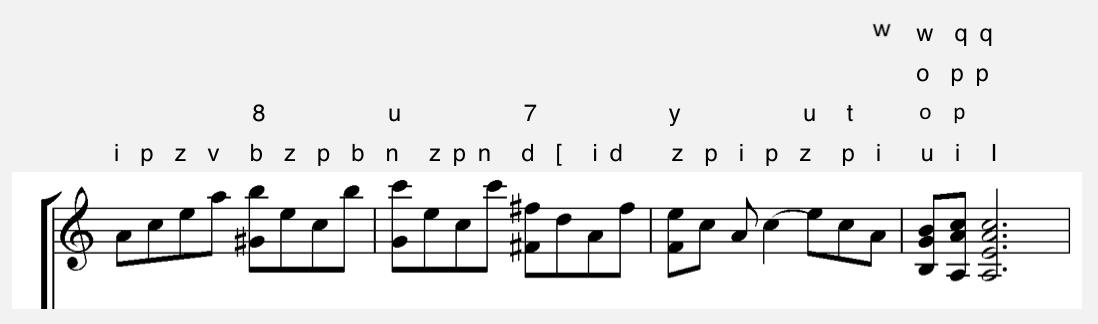 w w q q
o p p
8 u 7 y u t o p
i p z v b z p b n z p n d [ i d z p i p z p i u i l